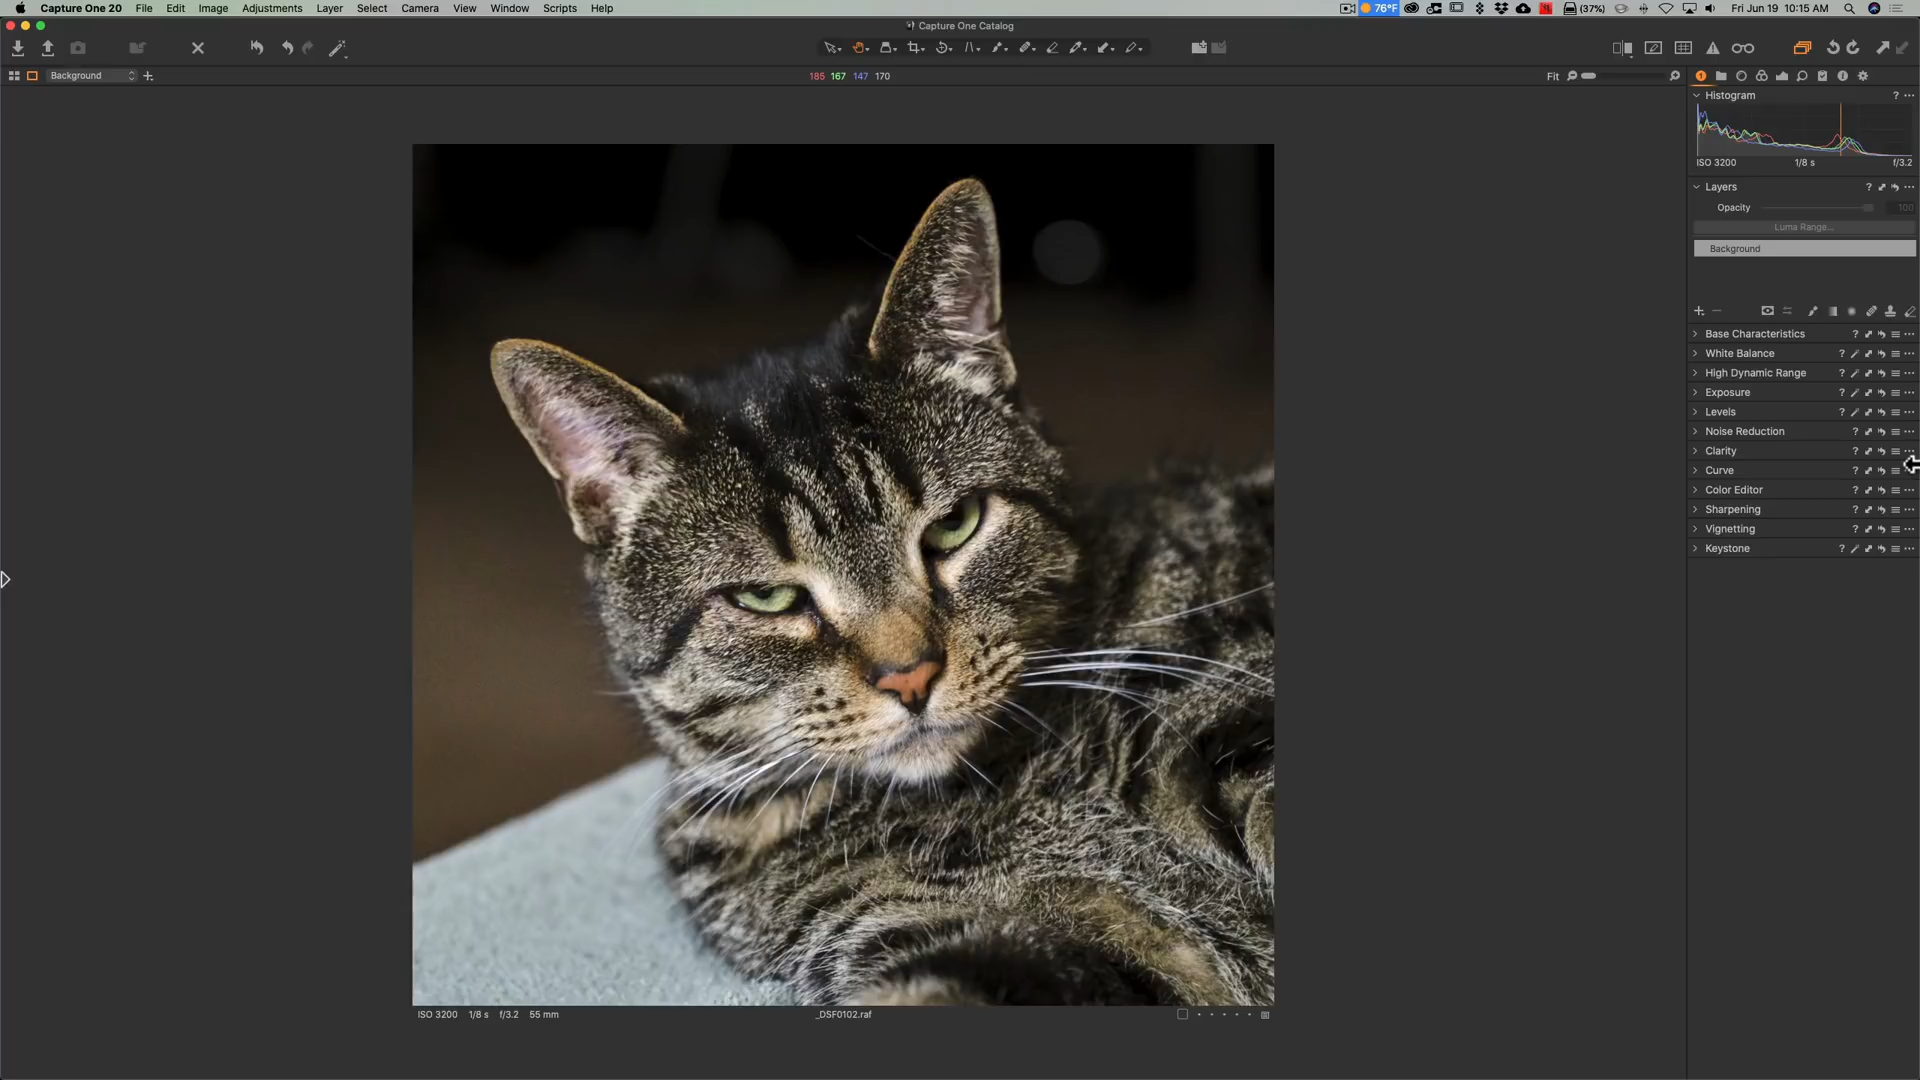 Capture One 20 File Edit Image Adjustments Layer Select Camera View Window Scripts Help (37%) 76°F Fri Jun 19 10:15 AM
Capture One Catalog
Background 185 167 147 170 Fit
Histogram
ISO 3200 1/8 s f/3.2
Layers
Opacity 100
Luma Range...
Background
Base Characteristics
White Balance
High Dynamic Range
Exposure
Levels
Noise Reduction
Clarity
Curve
Color Editor
Sharpening
Vignetting
Keystone
ISO 3200 1/8 s f/3.2 55 mm _DSF0102.raf